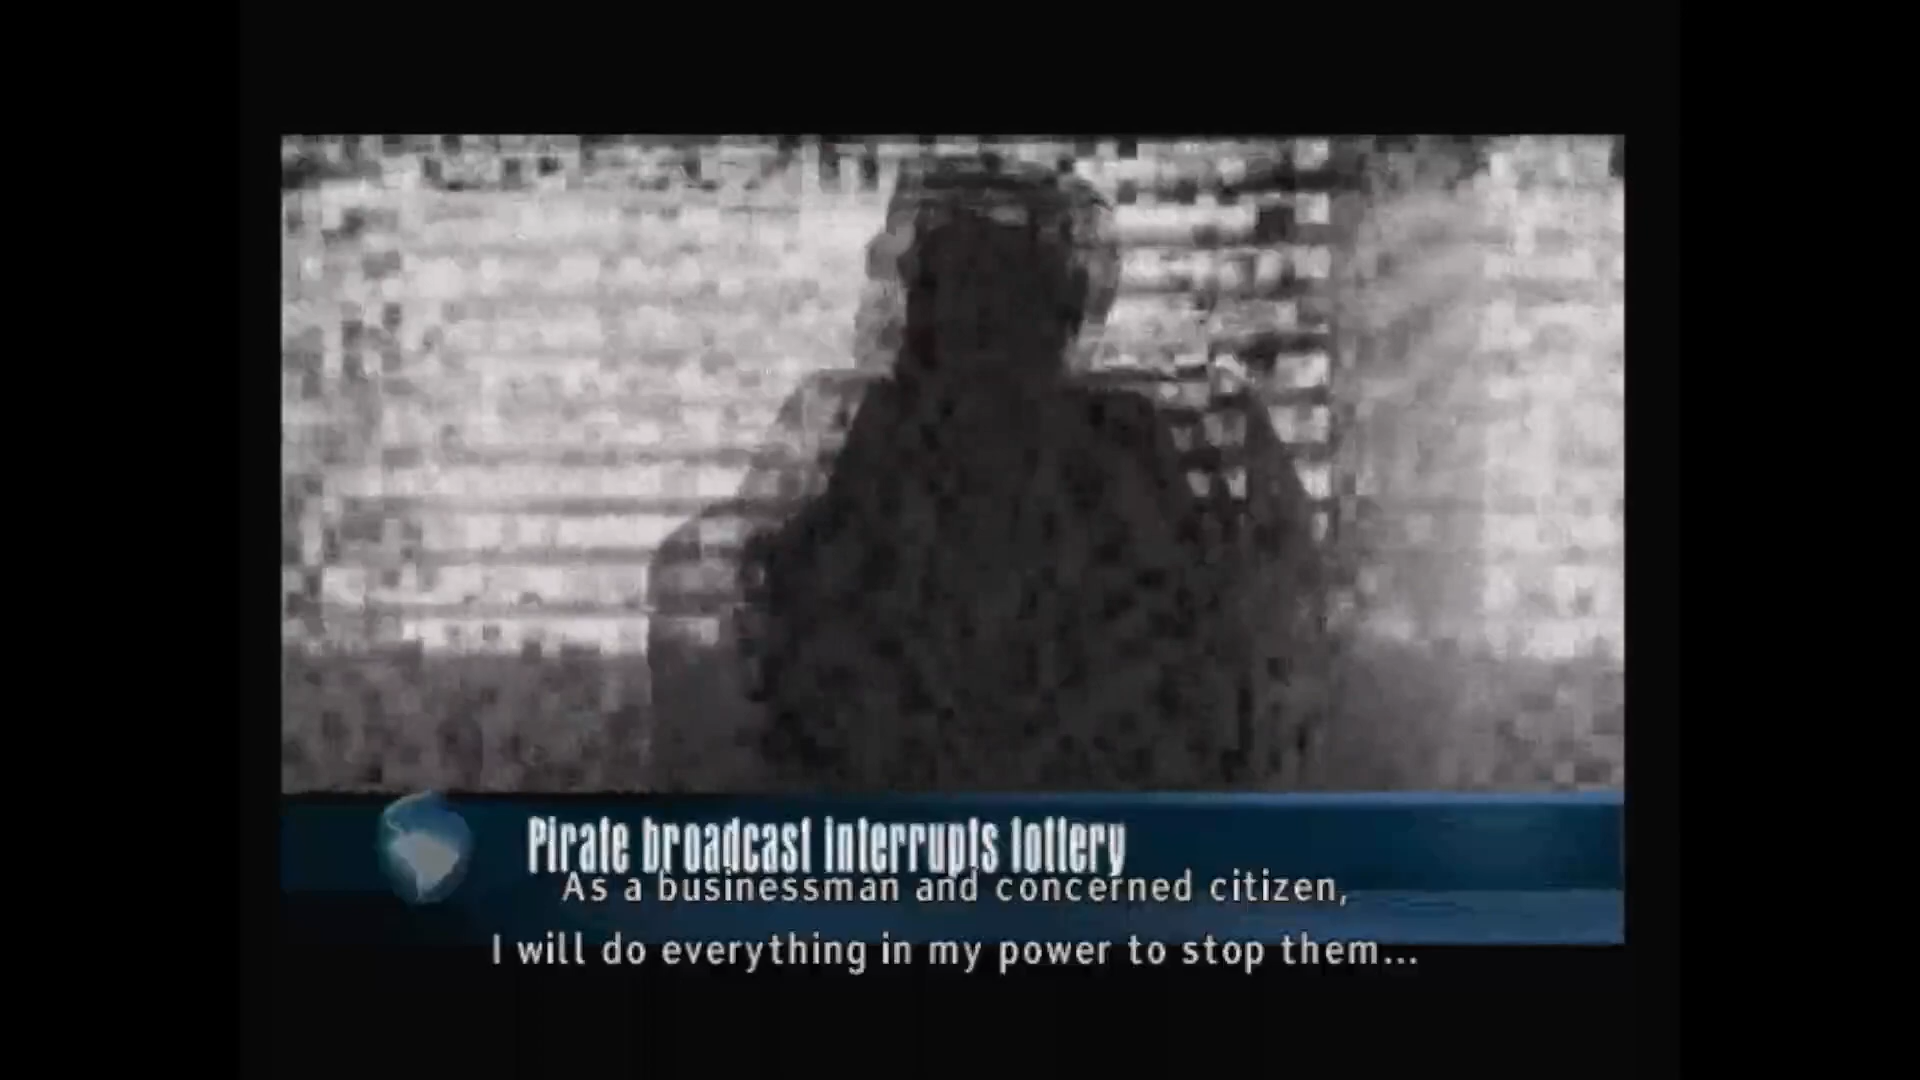 Pirate broadcast interrupts lottery
As a businessman and concerned citizen,
I will do everything in my power to stop them...